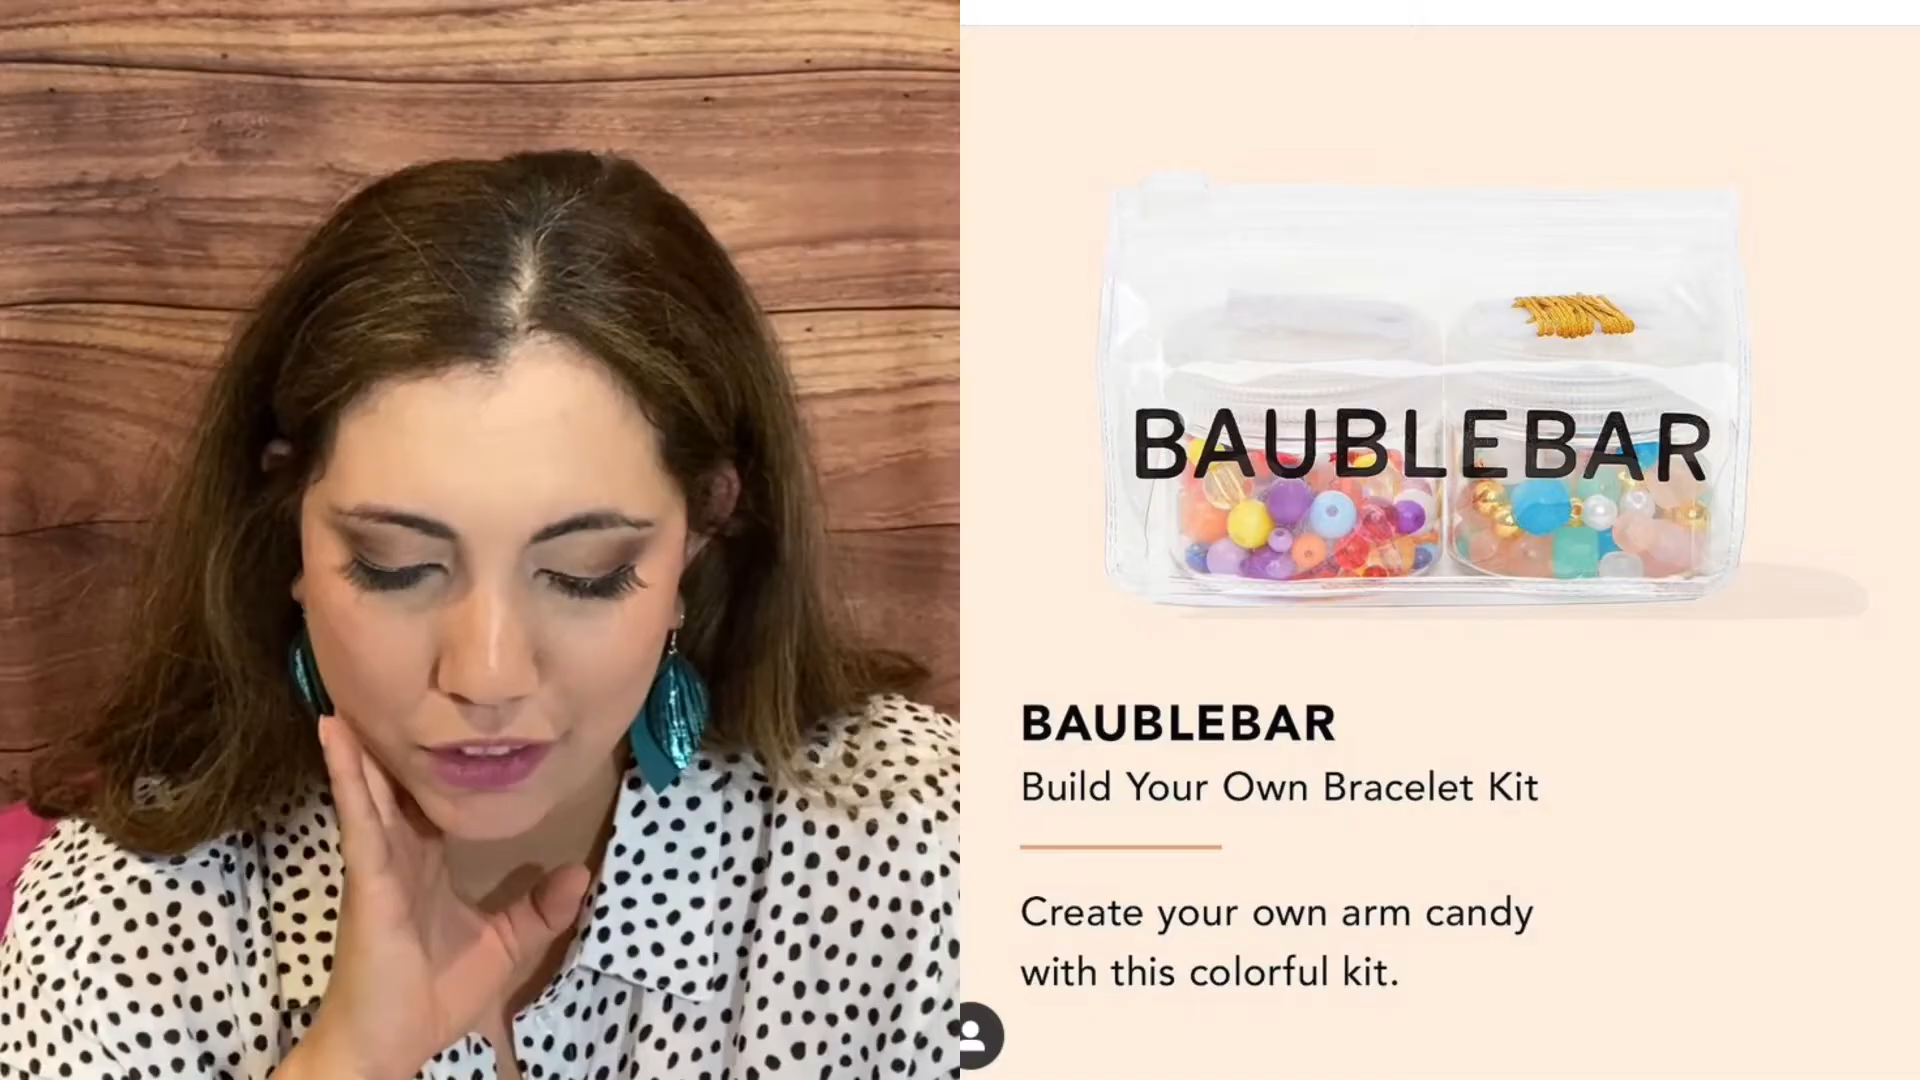 BAUBLEBAR
BAUBLEBAR
Build Your Own Bracelet Kit
Create your own arm candy
with this colorful kit.